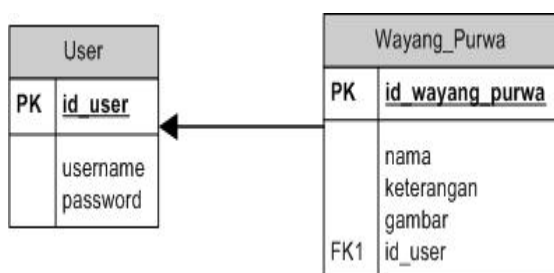 User
PK id_user
username
password
Wayang_Purwa
PK id_wayang_purwa
nama
keterangan
gambar
FK1 id_user